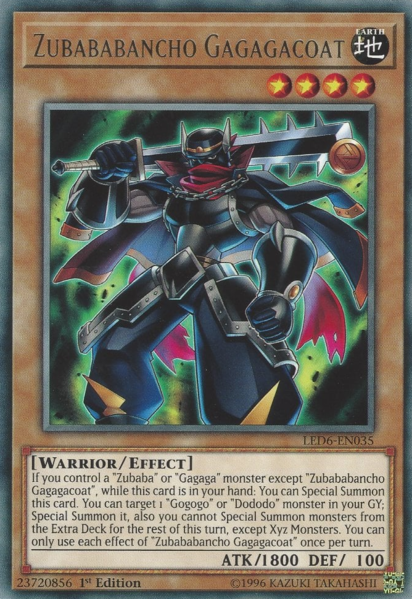 ZUBABABANCHO GAGAGACOAT
EARTH
地
LED6-EN035
[WARRIOR/EFFECT]
If you control a "Zubaba" or "Gagaga" monster except "Zubababancho
Gagagacoat", while this card is in your hand: You can Special Summon
this card. You can target 1 "Gogogo" or "Dododo" monster in your GY;
Special Summon it, also you cannot Special Summon monsters from
the Extra Deck for the rest of this turn, except Xyz Monsters. You can
only use each effect of "Zubababancho Gagagacoat" once per turn.
ATK/1800 DEF/ 100
23720856 1st Edition ©1996 KAZUKI TAKAHASHI